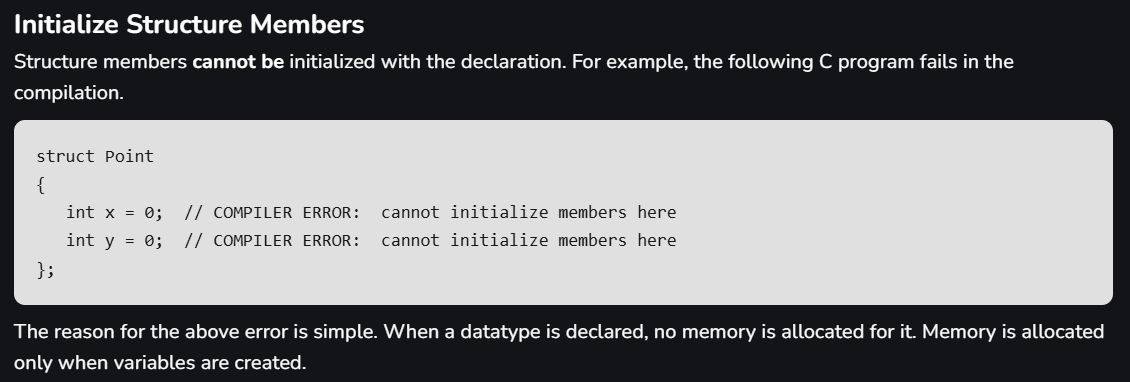 Initialize Structure Members
Structure members cannot be initialized with the declaration. For example, the following C program fails in the
compilation.
struct Point
{
   int x = 0;  // COMPILER ERROR:  cannot initialize members here
   int y = 0;  // COMPILER ERROR:  cannot initialize members here
};
The reason for the above error is simple. When a datatype is declared, no memory is allocated for it. Memory is allocated
only when variables are created.